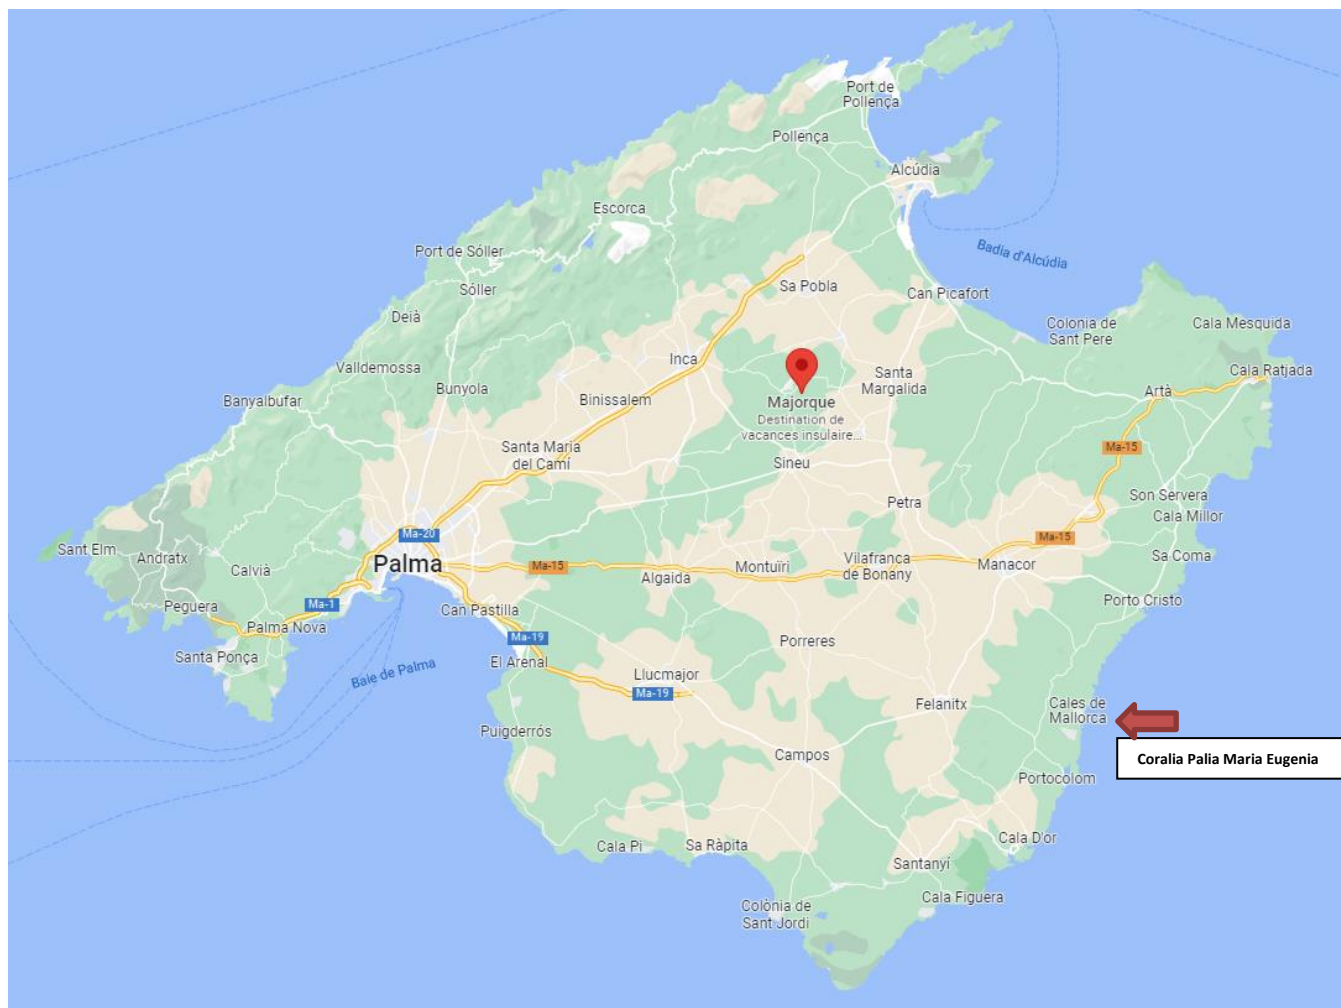 Port de
Pollença
Pollença
Alcúdia
Escorca
Port de Sóller
Badia d'Alcúdia
Sóller
Sa Pobla
Can Picafort
Deià
Colonia de
Sant Pere
Cala Mesquida
Inca
Valldemossa
Bunyola
Santa
Margalida
Cala Ratjada
Artà
Banyalbufar
Binissalem
Majorque
Destination de
vacances insulaire...
Santa Maria
del Camí
Ma-15
Sineu
Son Servera
Petra
Cala Millor
Ma-20
Ma-15
Sant Elm
Andratx
Palma
Calvià
Ma-15
Algaida
Montuïri
Vilafranca
de Bonany
Manacor
Sa Coma
Peguera
Ma-1
Can Pastilla
Porto Cristo
Palma Nova
Ma-19
Porreres
Santa Ponça
Baie de Palma
El Arenal
Llucmajor
Ma-19
Felanitx
Cales de
Mallorca
Puigderrós
Campos
Coralia Palia Maria Eugenia
Portocolom
Cala Pi
Sa Ràpita
Cala D'or
Santanyí
Cala Figuera
Colònia de
Sant Jordi